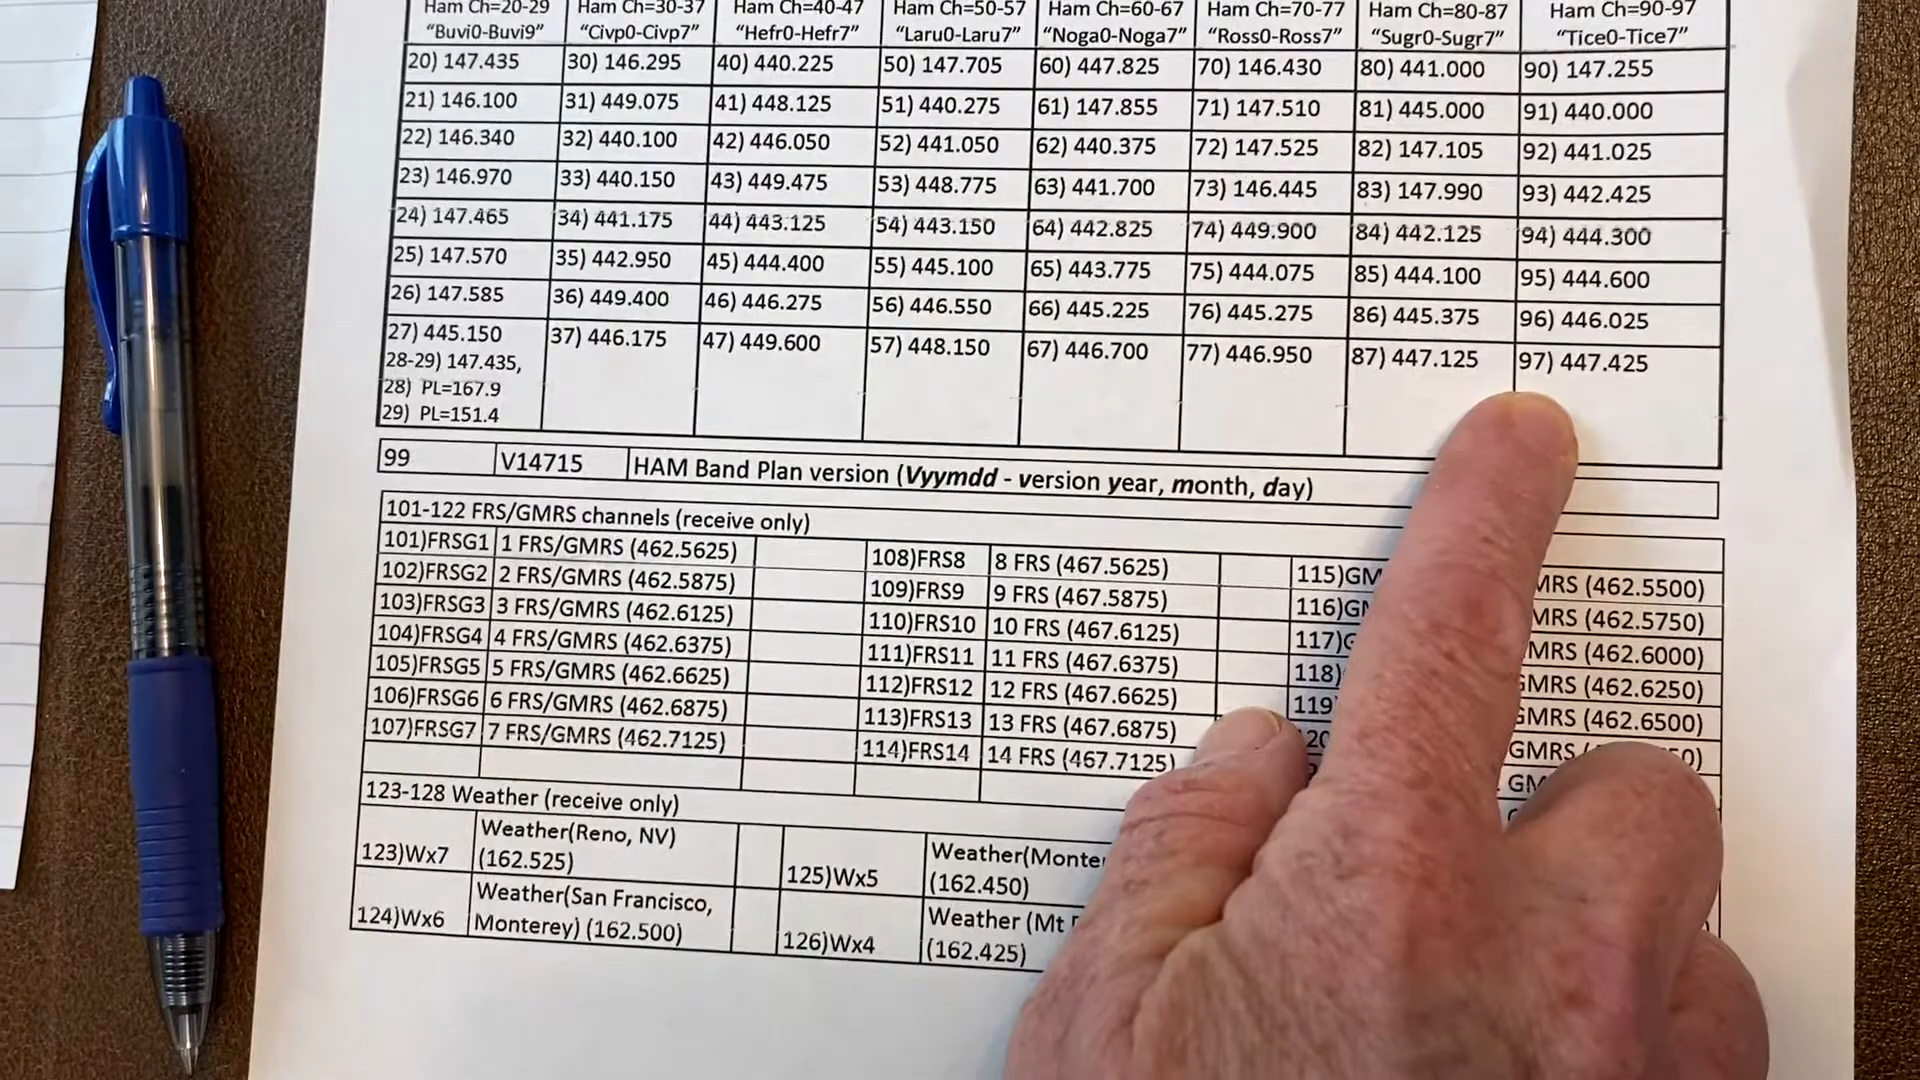 Ham Ch=20-29 Ham Ch=30-37 Ham Ch=40-47 Ham Ch=50-57 Ham Ch=60-67 Ham Ch=70-77 Ham Ch=80-87 Ham Ch=90-97
"Buvi0-Buvi9" "Civp0-Civp7" "Hefr0-Hefr7" "Laru0-Laru7" "Noga0-Noga7" "Ross0-Ross7" "Sugr0-Sugr7" "Tice0-Tice7"
20) 147.435 30) 146.295 40) 440.225 50) 147.705 60) 447.825 70) 146.430 80) 441.000 90) 147.255
21) 146.100 31) 449.075 41) 448.125 51) 440.275 61) 147.855 71) 147.510 81) 445.000 91) 440.000
22) 146.340 32) 440.100 42) 446.050 52) 441.050 62) 440.375 72) 147.525 82) 147.105 92) 441.025
23) 146.970 33) 440.150 43) 449.475 53) 448.775 63) 441.700 73) 146.445 83) 147.990 93) 442.425
24) 147.465 34) 441.175 44) 443.125 54) 443.150 64) 442.825 74) 449.900 84) 442.125 94) 444.300
25) 147.570 35) 442.950 45) 444.400 55) 445.100 65) 443.775 75) 444.075 85) 444.100 95) 444.600
26) 147.585 36) 449.400 46) 446.275 56) 446.550 66) 445.225 76) 445.275 86) 445.375 96) 446.025
27) 445.150 37) 446.175 47) 449.600 57) 448.150 67) 446.700 77) 446.950 87) 447.125 97) 447.425
28-29) 147.435,
28) PL=167.9
29) PL=151.4
99 V14715 HAM Band Plan version (Vyymdd - version year, month, day)
101-122 FRS/GMRS channels (receive only)
101)FRSG1 1 FRS/GMRS (462.5625) 108)FRS8 8 FRS (467.5625) 115)GM MRS (462.5500)
102)FRSG2 2 FRS/GMRS (462.5875) 109)FRS9 9 FRS (467.5875) 116)GM MRS (462.5750)
103)FRSG3 3 FRS/GMRS (462.6125) 110)FRS10 10 FRS (467.6125) 117)G MRS (462.6000)
104)FRSG4 4 FRS/GMRS (462.6375) 111)FRS11 11 FRS (467.6375) 118) GMRS (462.6250)
105)FRSG5 5 FRS/GMRS (462.6625) 112)FRS12 12 FRS (467.6625) 119 GMRS (462.6500)
106)FRSG6 6 FRS/GMRS (462.6875) 113)FRS13 13 FRS (467.6875) GMRS
107)FRSG7 7 FRS/GMRS (462.7125) 114)FRS14 14 FRS (467.7125)
123-128 Weather (receive only)
123)Wx7 Weather(Reno, NV) (162.525) 125)Wx5 Weather(Monte (162.450)
124)Wx6 Weather(San Francisco, Monterey) (162.500) 126)Wx4 Weather (Mt (162.425)